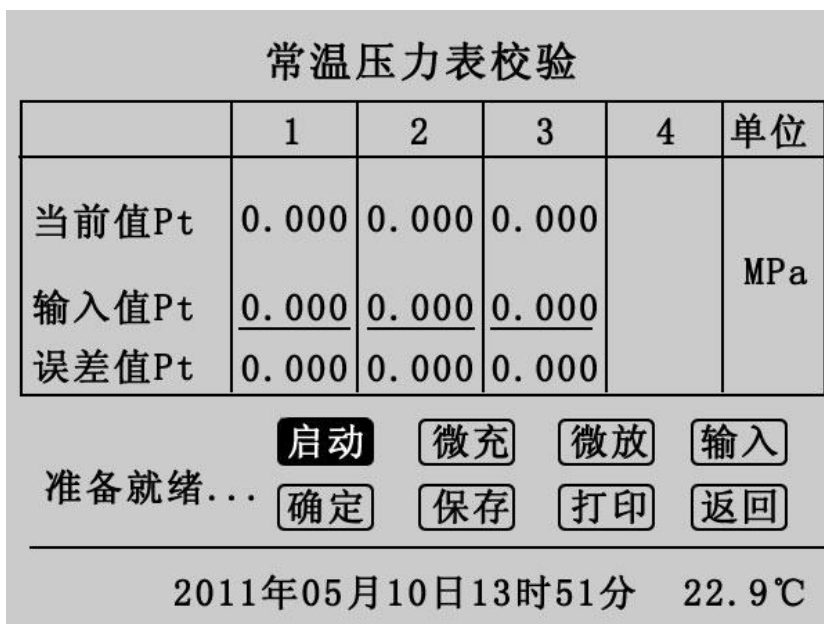 常温压力表校验
1 2 3 4 单位
当前值Pt 0.000 0.000 0.000
MPa
输入值Pt 0.000 0.000 0.000
误差值Pt 0.000 0.000 0.000
启动 微充 微放 输入
准备就绪...
确定 保存 打印 返回
2011年05月10日13时51分 22.9℃